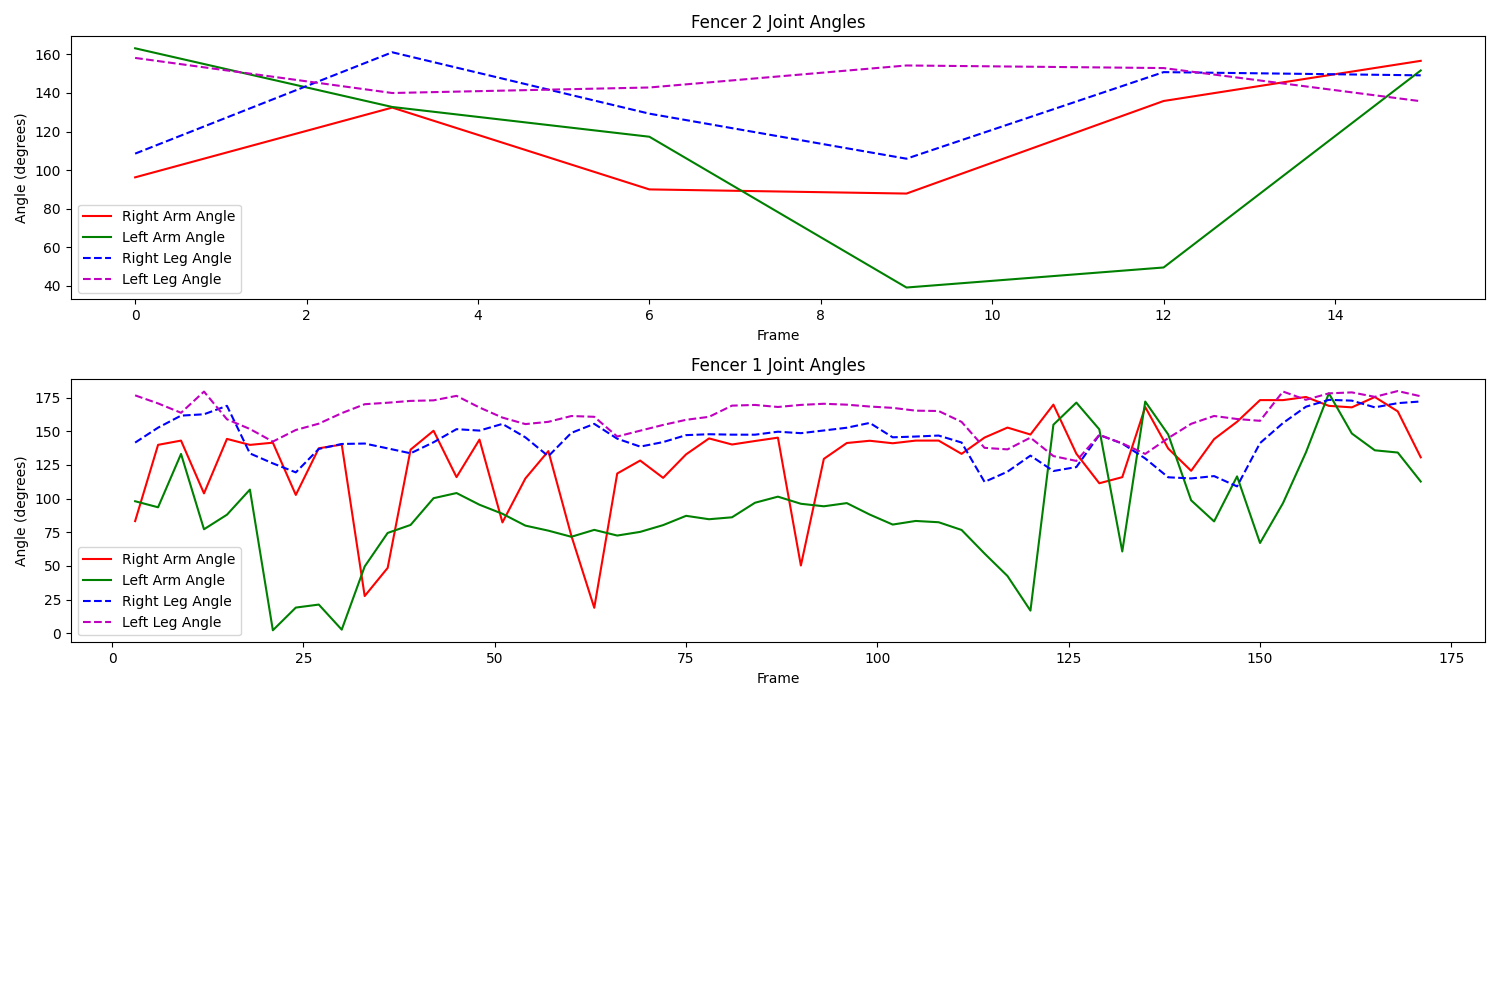 Fencer 2 Joint Angles
Angle (degrees)
160
140
120
100
80
60
40
Right Arm Angle
Left Arm Angle
Right Leg Angle
Left Leg Angle
0 2 4 6 8 10 12 14
Frame
Fencer 1 Joint Angles
Angle (degrees)
175
150
125
100
75
50
25
0
Right Arm Angle
Left Arm Angle
Right Leg Angle
Left Leg Angle
0 25 50 75 100 125 150 175
Frame